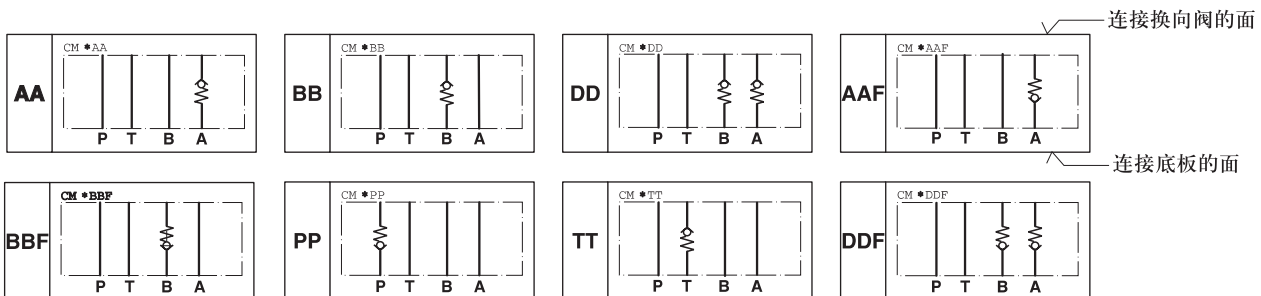 连接换向阀的面
CM *AA
AA
P T B A
CM *BB
BB
P T B A
CM *DD
DD
P T B A
CM *AAF
AAF
P T B A
连接底板的面
CM *BBF
BBF
P T B A
CM *PP
PP
P T B A
CM *TT
TT
P T B A
CM *DDF
DDF
P T B A